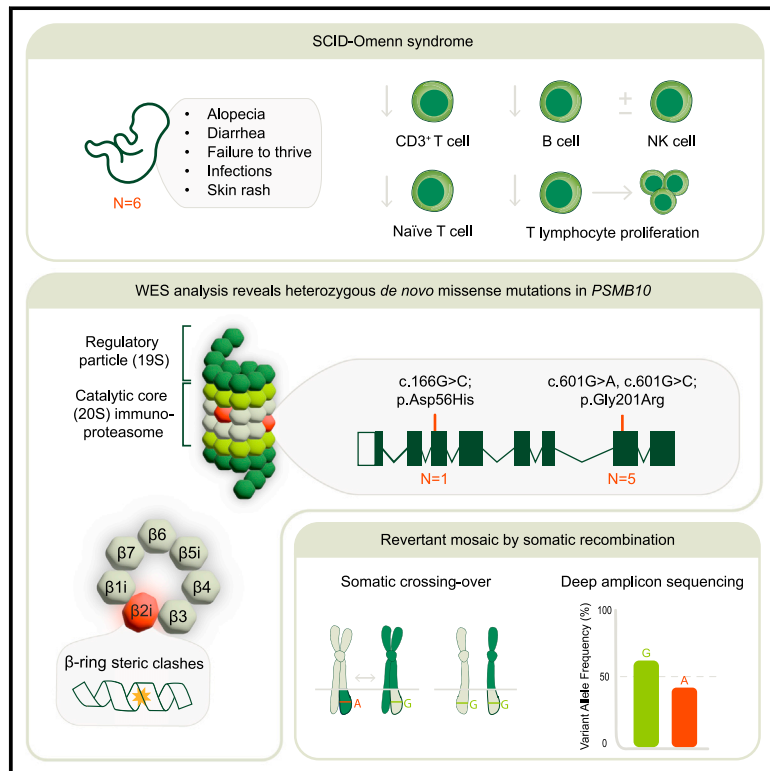 SCID-Omenn syndrome
• Alopecia
• Diarrhea
• Failure to thrive
• Infections
• Skin rash
N=6
CD3⁺ T cell
B cell
±
NK cell
Naïve T cell
T lymphocyte proliferation
WES analysis reveals heterozygous de novo missense mutations in PSMB10
Regulatory
particle (19S)
Catalytic core
(20S) immuno-
proteasome
c.166G>C;
p.Asp56His
c.601G>A, c.601G>C;
p.Gly201Arg
N=1
N=5
β6
β7
β5i
β1i
β4
β2i
β3
β-ring steric clashes
Revertant mosaic by somatic recombination
Somatic crossing-over
A
G
G
G
Deep amplicon sequencing
Variant Allele Frequency (%)
100
50
0
G
A